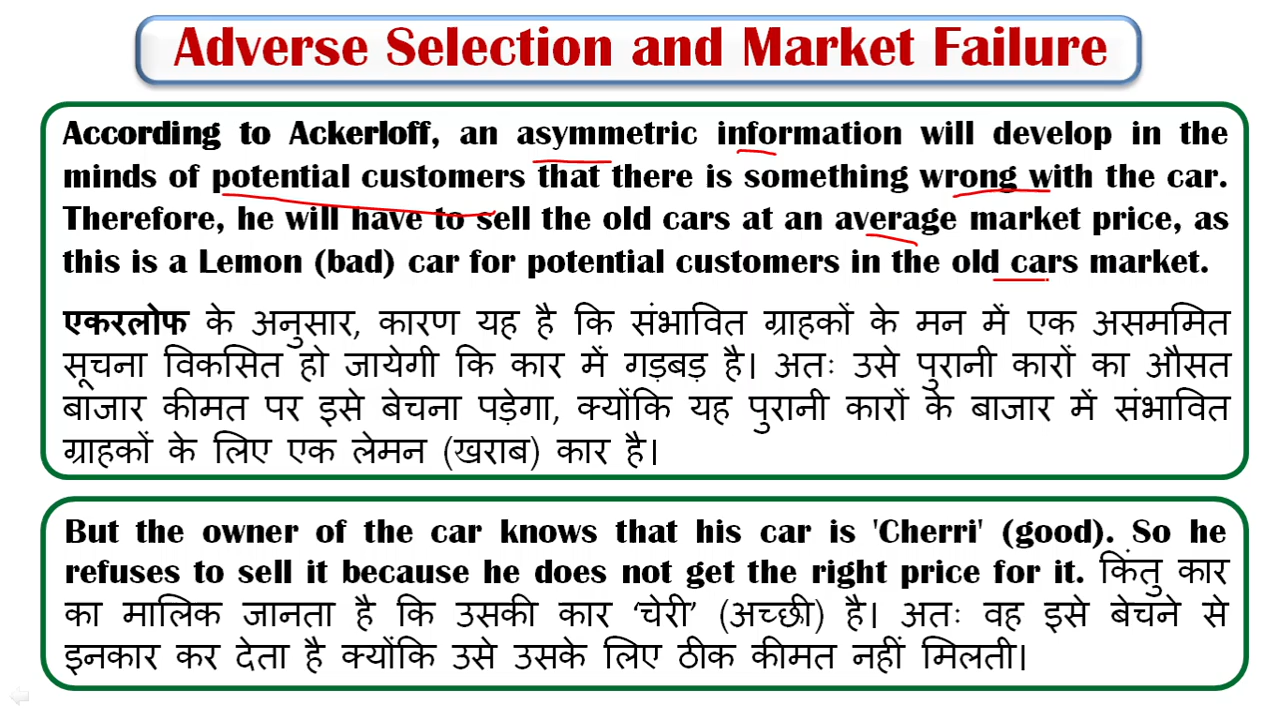 Adverse Selection and Market Failure
According to Ackerloff, an asymmetric information will develop in the
minds of potential customers that there is something wrong with the car.
Therefore, he will have to sell the old cars at an average market price, as
this is a Lemon (bad) car for potential customers in the old cars market.
एकरलोफ के अनुसार, कारण यह है कि संभावित ग्राहकों के मन में एक असममित
सूचना विकसित हो जायेगी कि कार में गड़बड़ है। अतः उसे पुरानी कारों का औसत
बाजार कीमत पर इसे बेचना पड़ेगा, क्योंकि यह पुरानी कारों के बाजार में संभावित
ग्राहकों के लिए एक लेमन (खराब) कार है।
But the owner of the car knows that his car is 'Cherri' (good). So he
refuses to sell it because he does not get the right price for it. किंतु कार
का मालिक जानता है कि उसकी कार ‘चेरी’ (अच्छी) है। अतः वह इसे बेचने से
इनकार कर देता है क्योंकि उसे उसके लिए ठीक कीमत नहीं मिलती।